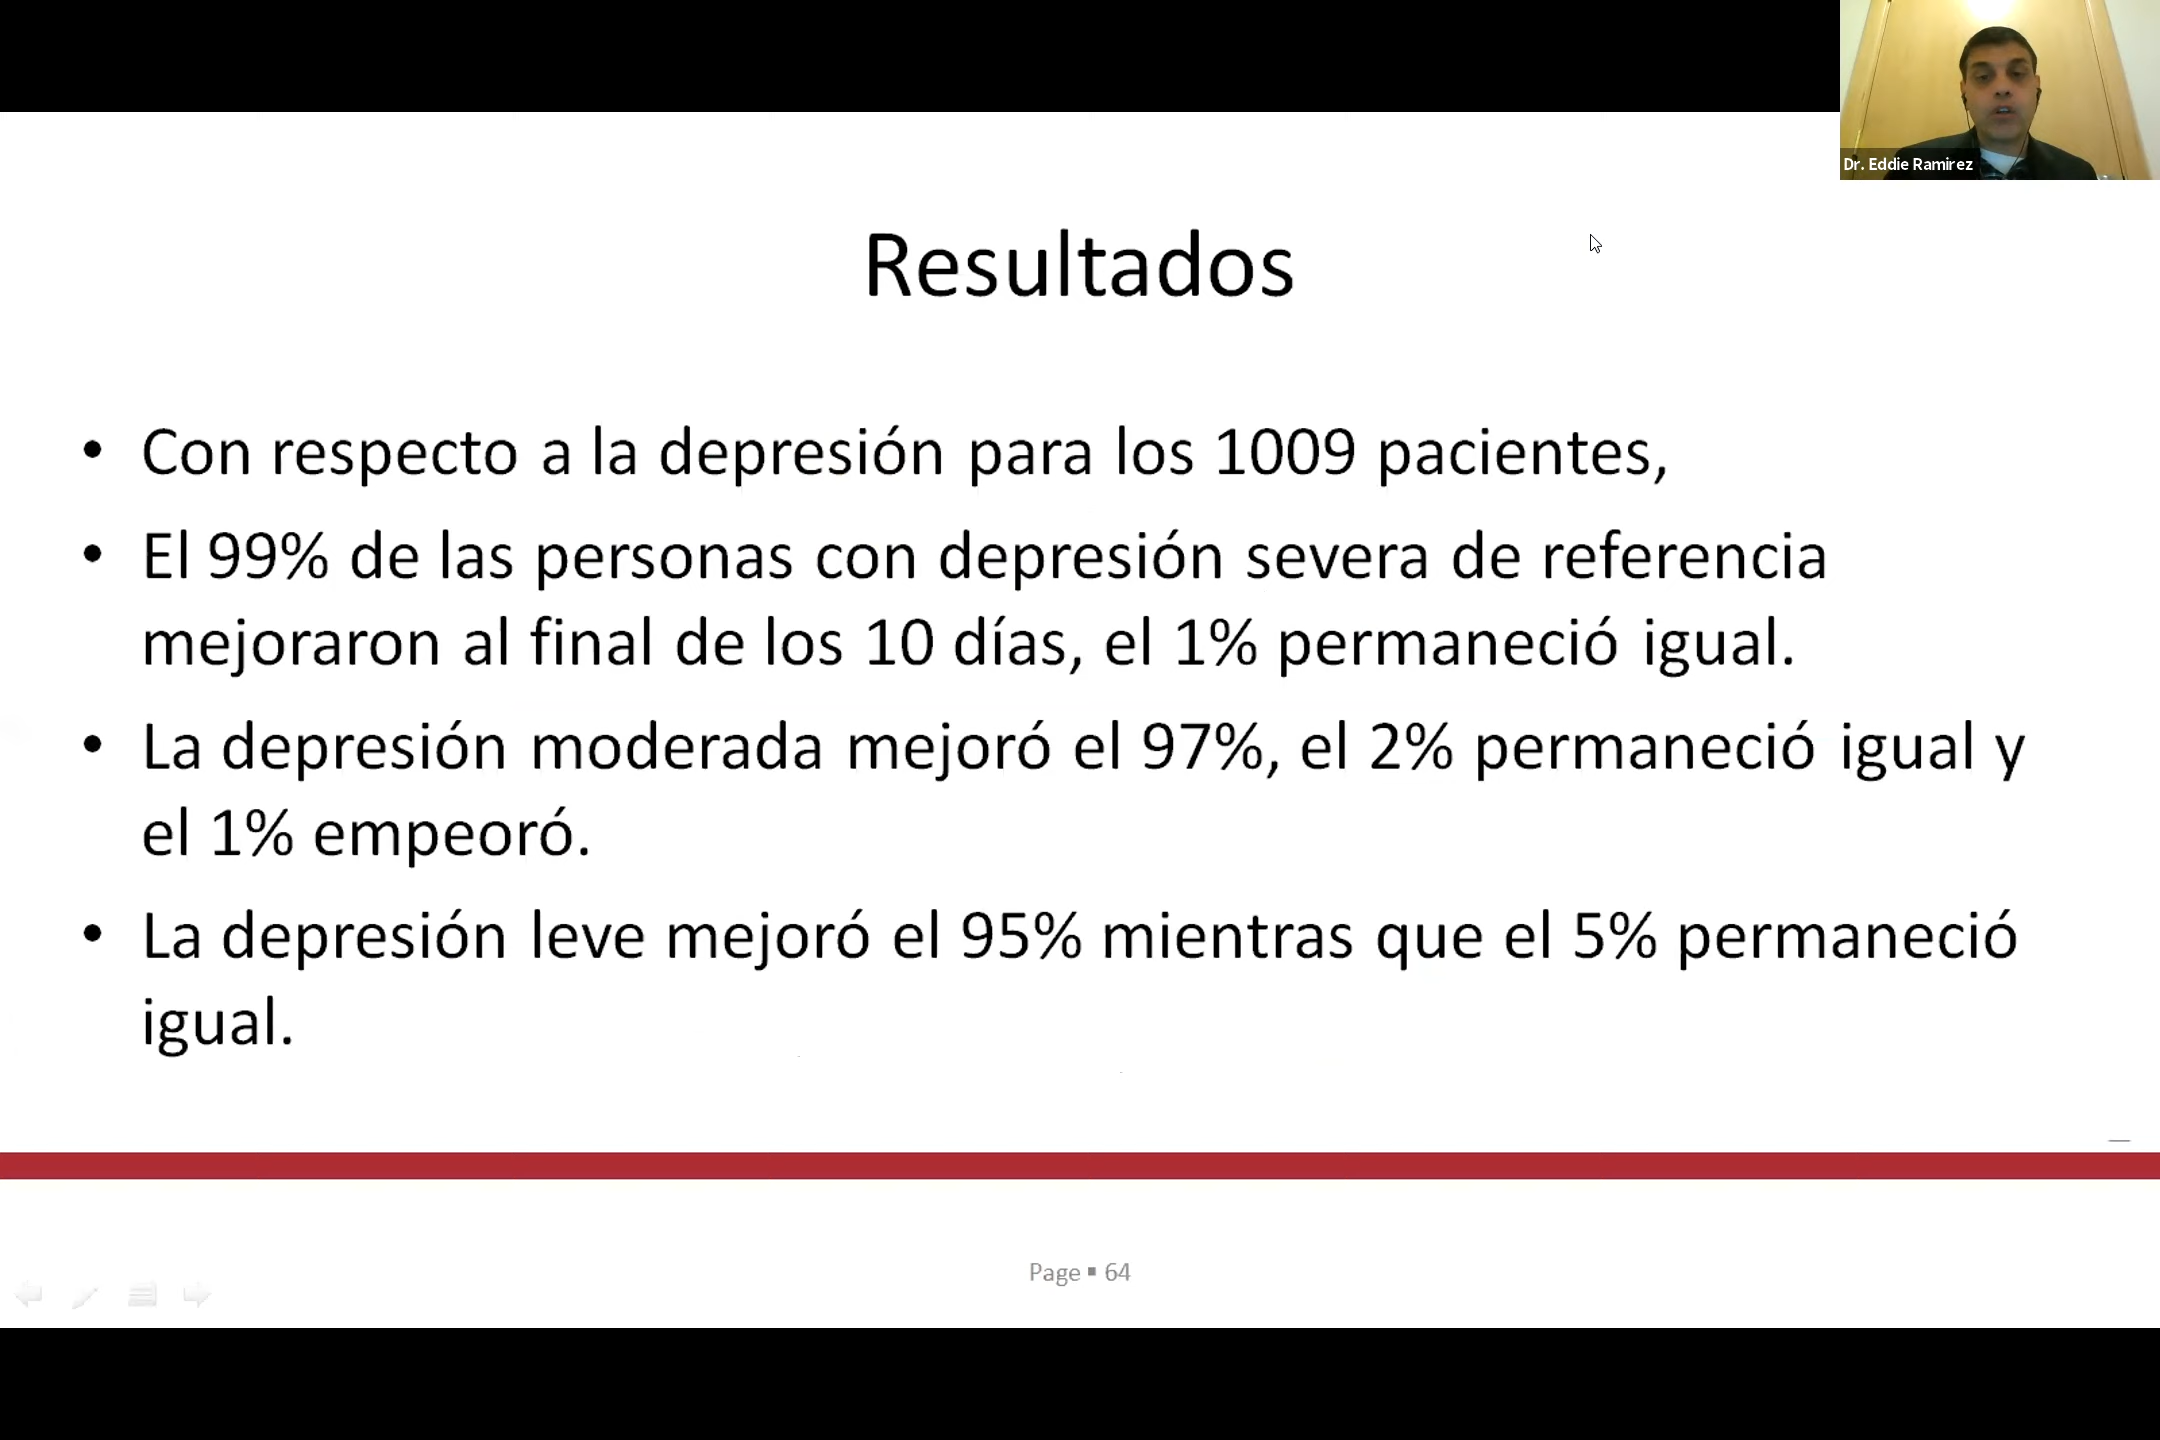 Dr. Eddie Ramirez
Resultados
• Con respecto a la depresión para los 1009 pacientes,
• El 99% de las personas con depresión severa de referencia
mejoraron al final de los 10 días, el 1% permaneció igual.
• La depresión moderada mejoró el 97%, el 2% permaneció igual y
el 1% empeoró.
• La depresión leve mejoró el 95% mientras que el 5% permaneció
igual.
Page ▪ 64